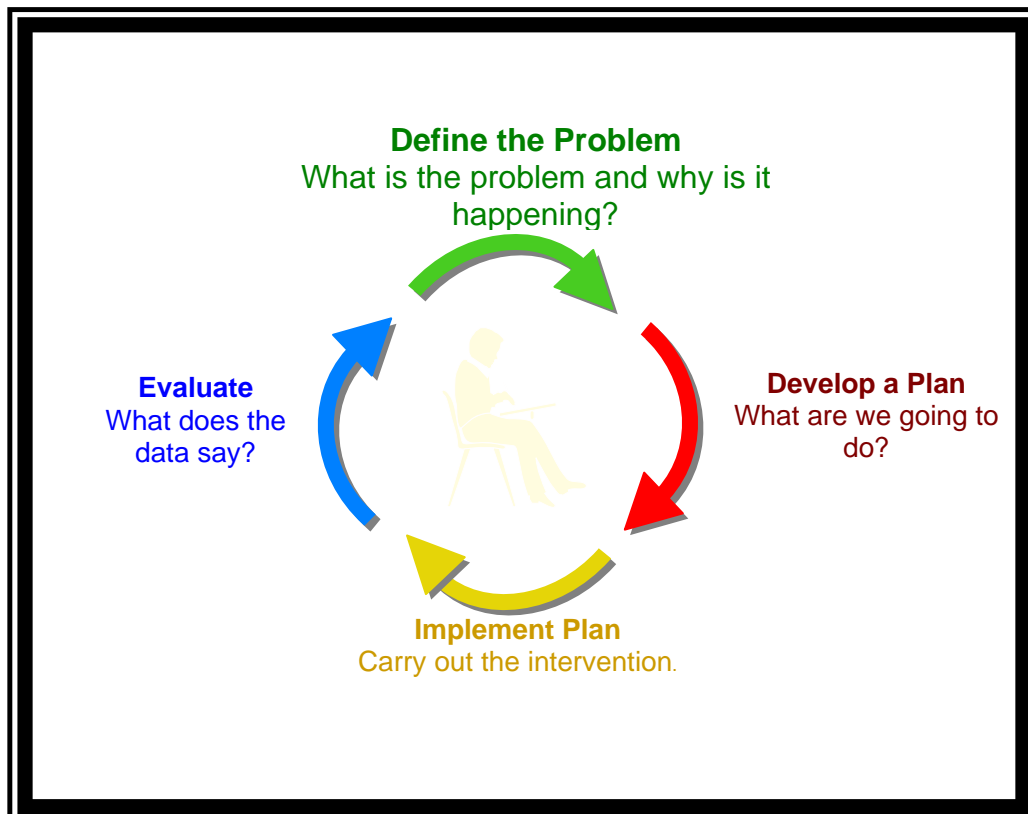 Define the Problem
What is the problem and why is it
happening?
Evaluate
What does the
data say?
Develop a Plan
What are we going to
do?
Implement Plan
Carry out the intervention.